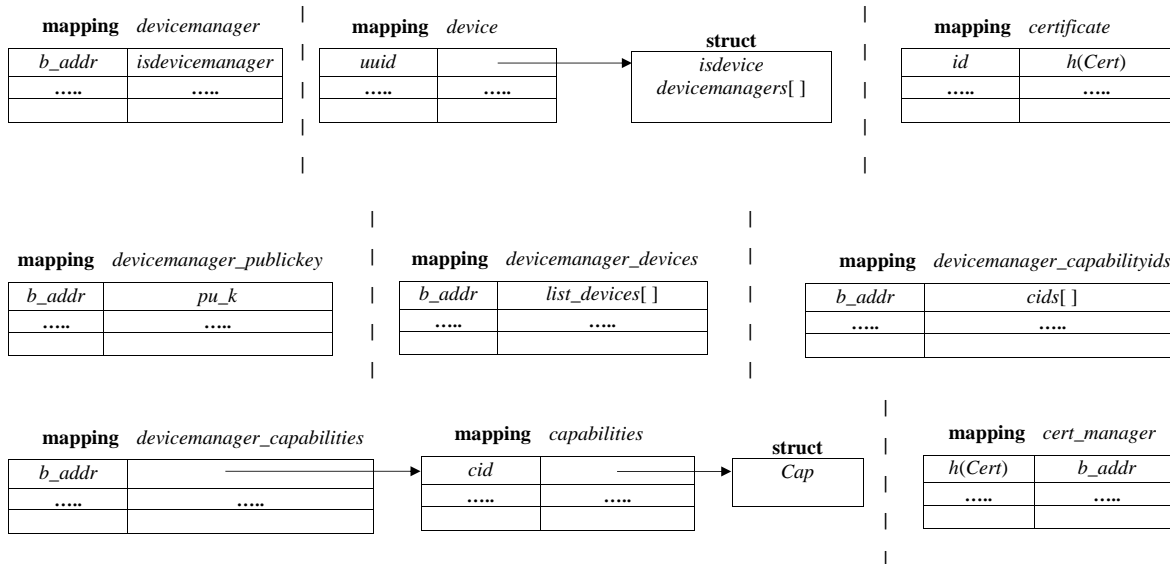 mapping devicemanager
b_addr isdevicemanager
..... .....
mapping device
uuid
..... .....
struct
isdevice
devicemanagers[ ]
mapping certificate
id h(Cert)
..... .....
mapping devicemanager_publickey
b_addr pu_k
..... .....
mapping devicemanager_devices
b_addr list_devices[ ]
..... .....
mapping devicemanager_capabilityids
b_addr cids[ ]
..... .....
mapping devicemanager_capabilities
b_addr
..... .....
mapping capabilities
cid
..... .....
struct
Cap
mapping cert_manager
h(Cert) b_addr
..... .....